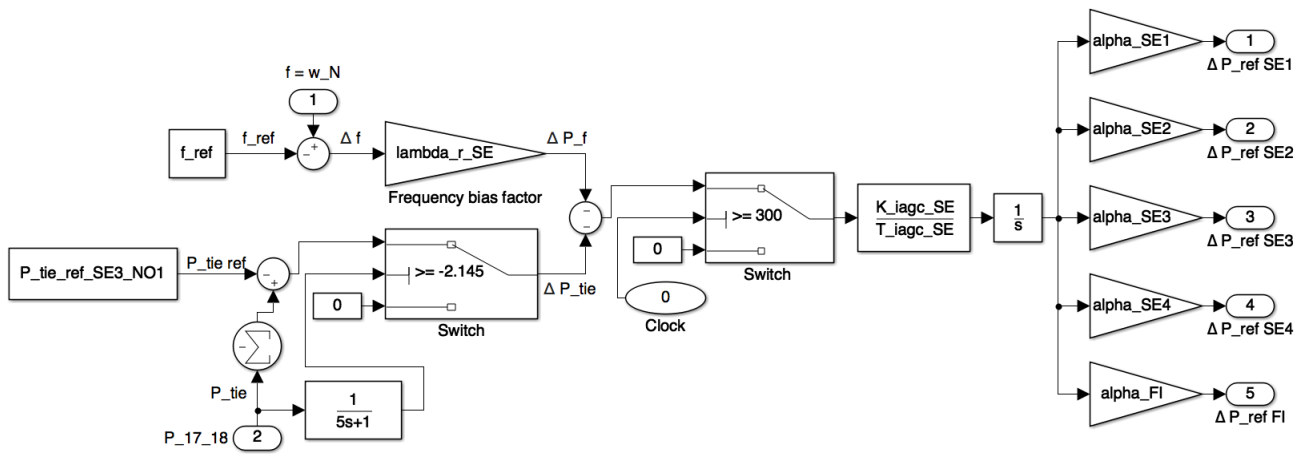 f = w_N
1
f_ref
f_ref
Δ f
lambda_r_SE
Δ P_f
Frequency bias factor
P_tie_ref_SE3_NO1
P_tie ref
>= -2.145
0
Switch
Δ P_tie
P_tie
P_17_18
2
1
5s+1
>= 300
0
Switch
0
Clock
K_iagc_SE
T_iagc_SE
1
s
alpha_SE1
1
Δ P_ref SE1
alpha_SE2
2
Δ P_ref SE2
alpha_SE3
3
Δ P_ref SE3
alpha_SE4
4
Δ P_ref SE4
alpha_FI
5
Δ P_ref FI